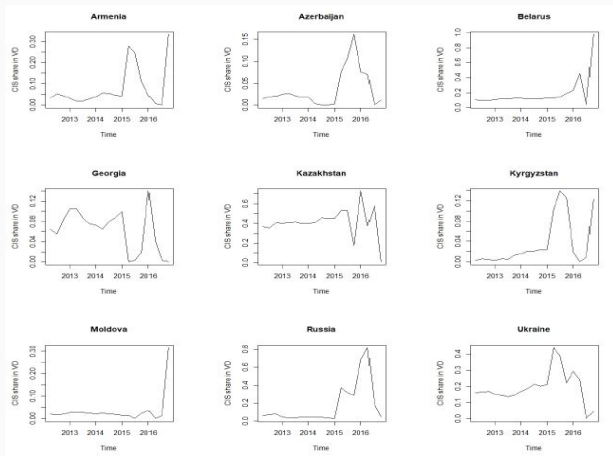 Armenia
CIS share in VD
0.00 0.10 0.20 0.30
2013 2014 2015 2016
Time
Azerbaijan
CIS share in VD
0.00 0.05 0.10 0.15
2013 2014 2015 2016
Time
Belarus
CIS share in VD
0.0 0.2 0.4 0.6 0.8 1.0
2013 2014 2015 2016
Time
Georgia
CIS share in VD
0.00 0.04 0.08 0.12
2013 2014 2015 2016
Time
Kazakhstan
CIS share in VD
0.0 0.2 0.4 0.6
2013 2014 2015 2016
Time
Kyrgyzstan
CIS share in VD
0.00 0.04 0.08 0.12
2013 2014 2015 2016
Time
Moldova
CIS share in VD
0.00 0.10 0.20 0.30
2013 2014 2015 2016
Time
Russia
CIS share in VD
0.0 0.2 0.4 0.6 0.8
2013 2014 2015 2016
Time
Ukraine
CIS share in VD
0.0 0.1 0.2 0.3 0.4
2013 2014 2015 2016
Time